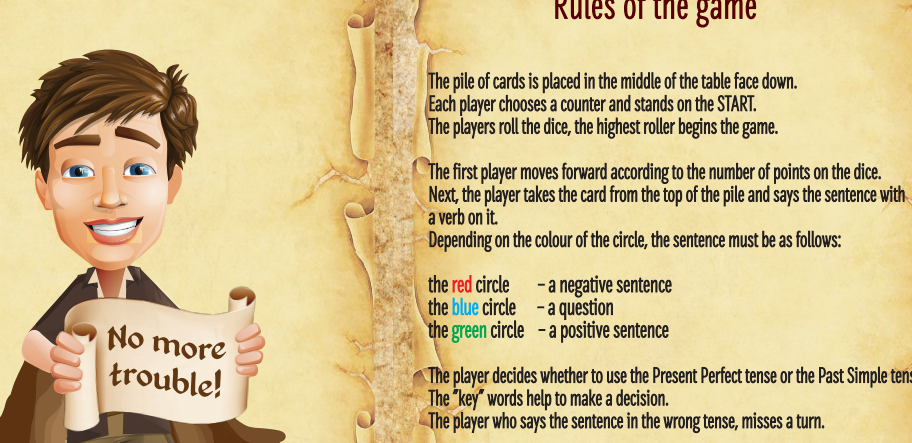 Rules of the game
The pile of cards is placed in the middle of the table face down.
Each player chooses a counter and stands on the START.
The players roll the dice, the highest roller begins the game.
The first player moves forward according to the number of points on the dice.
Next, the player takes the card from the top of the pile and says the sentence with
a verb on it.
Depending on the colour of the circle, the sentence must be as follows:
the red circle – a negative sentence
the blue circle – a question
the green circle – a positive sentence
The player decides whether to use the Present Perfect tense or the Past Simple tens
The "key" words help to make a decision.
The player who says the sentence in the wrong tense, misses a turn.
No more
trouble!